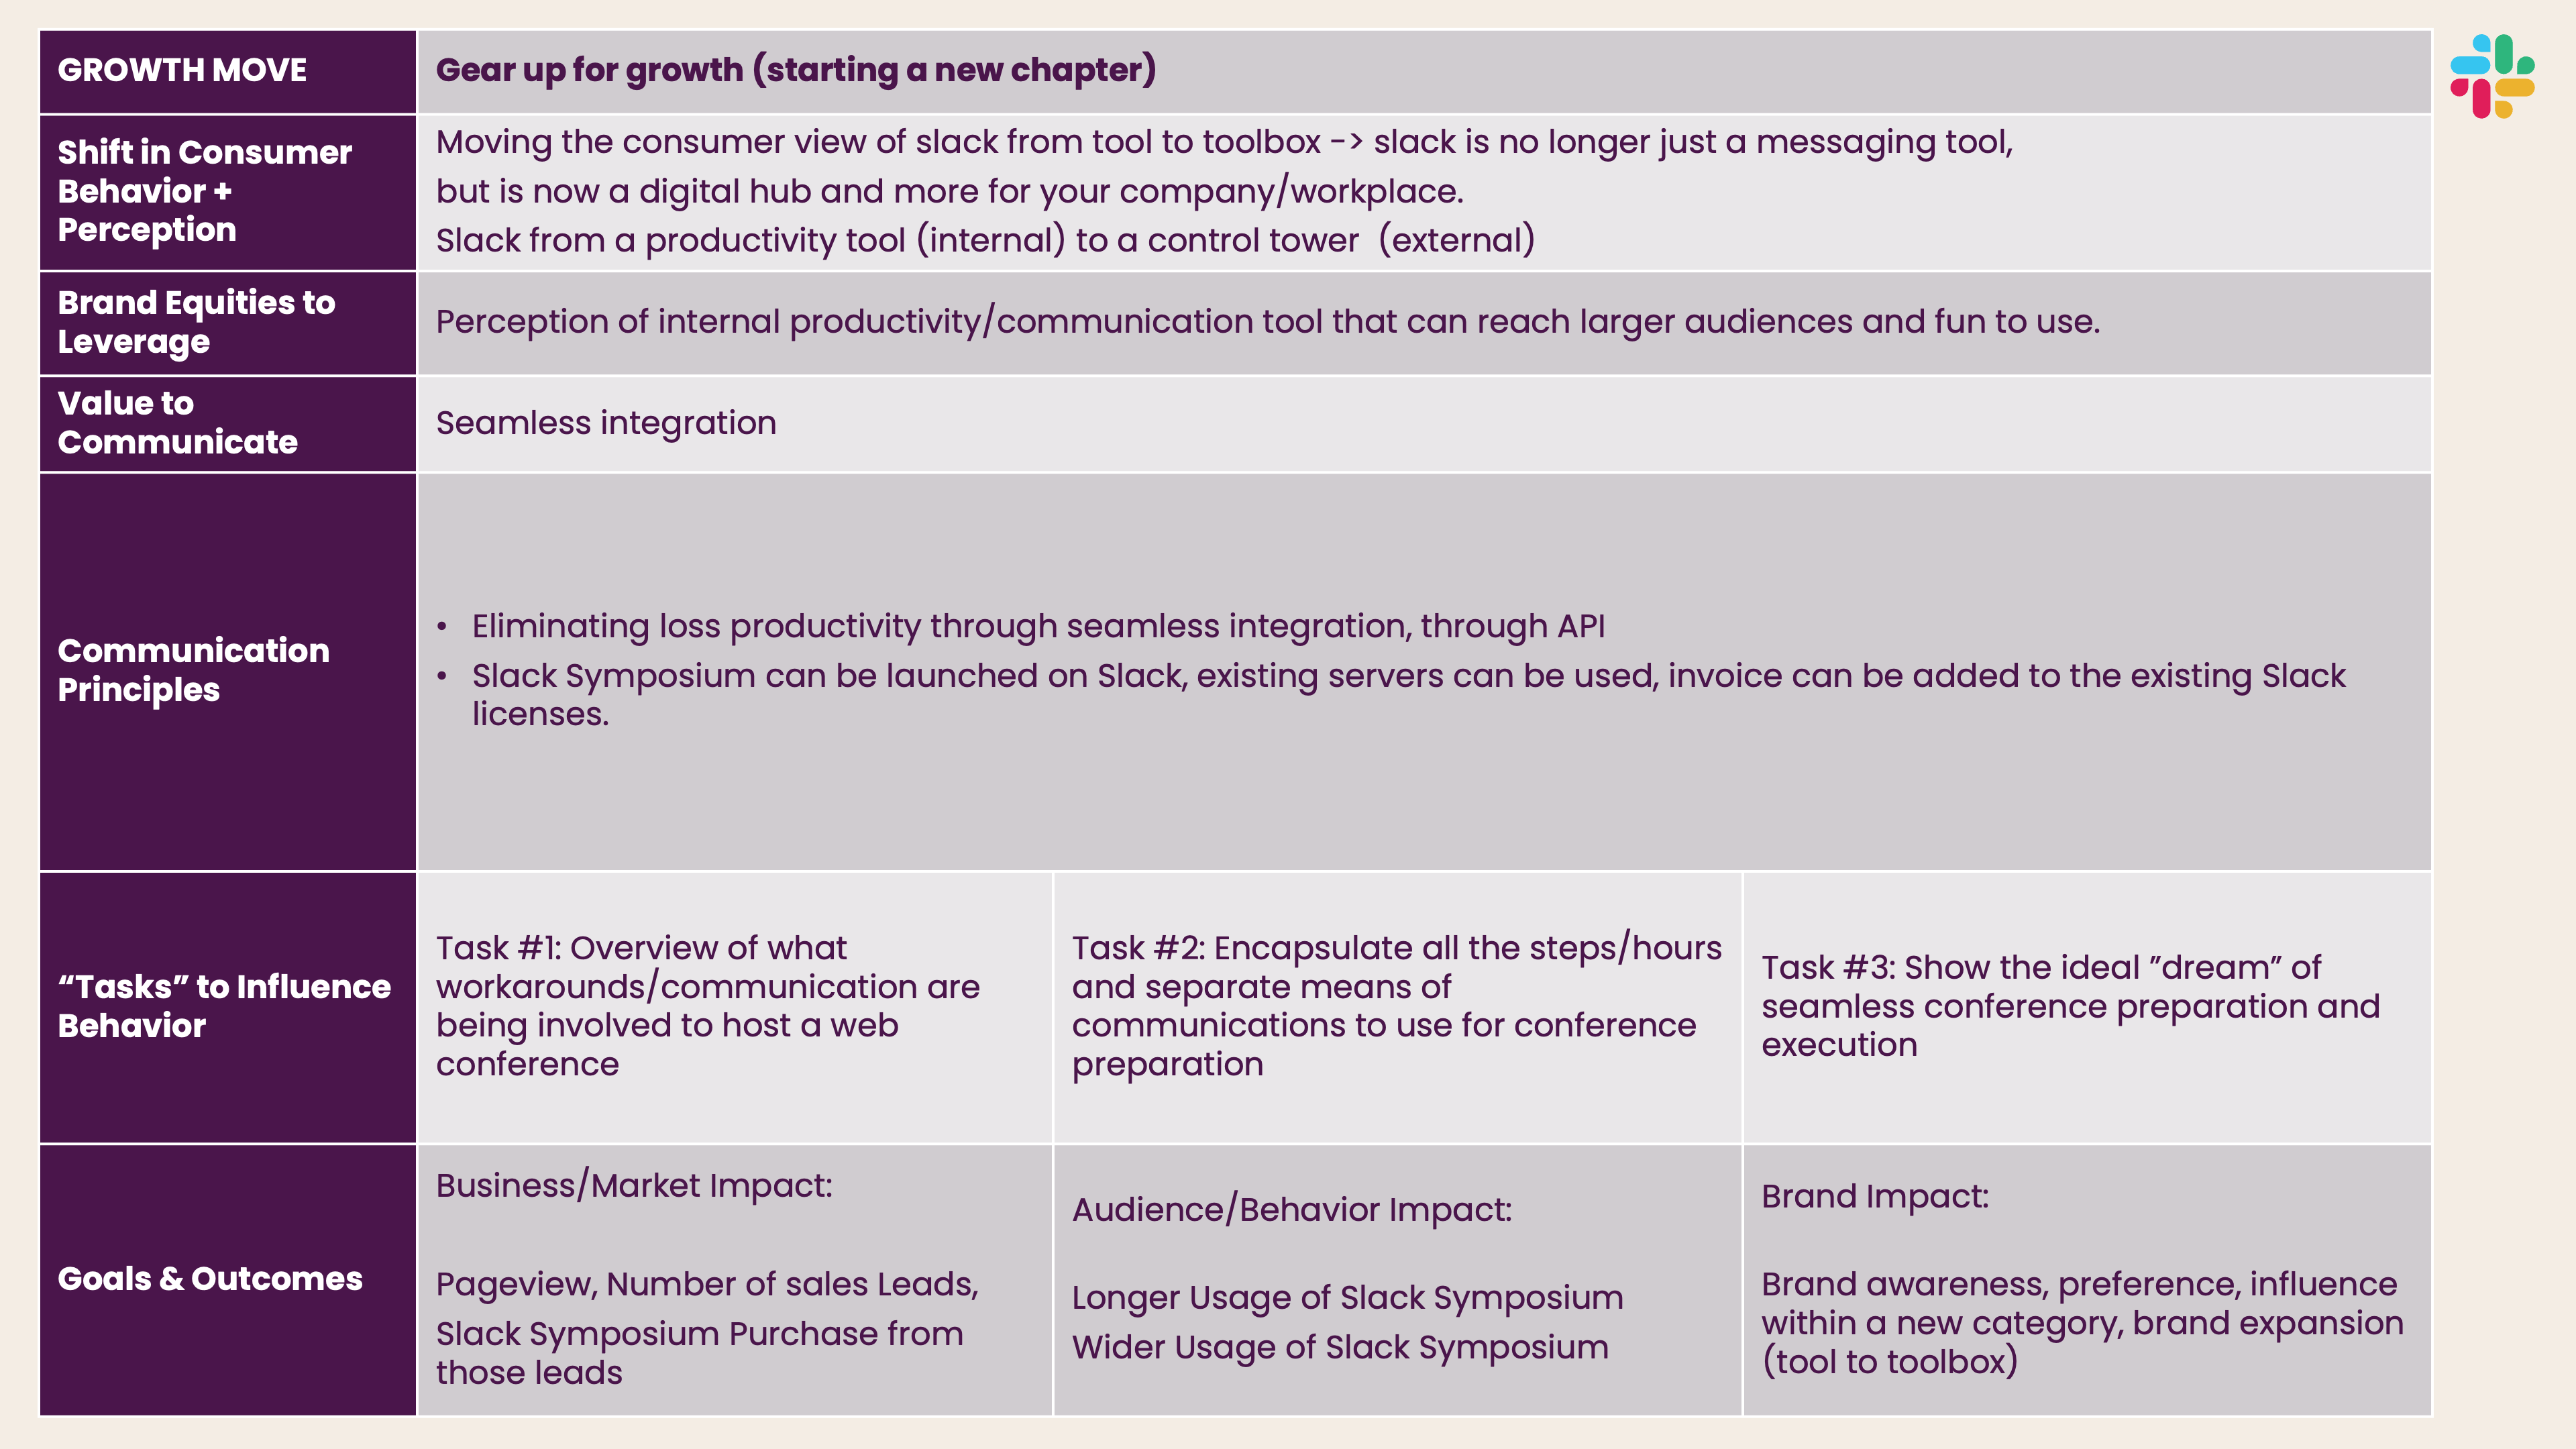 GROWTH MOVE
Gear up for growth (starting a new chapter)
Shift in Consumer
Behavior +
Perception
Moving the consumer view of slack from tool to toolbox -> slack is no longer just a messaging tool,
but is now a digital hub and more for your company/workplace.
Slack from a productivity tool (internal) to a control tower  (external)
Brand Equities to
Leverage
Perception of internal productivity/communication tool that can reach larger audiences and fun to use.
Value to
Communicate
Seamless integration
Communication
Principles
• Eliminating loss productivity through seamless integration, through API
• Slack Symposium can be launched on Slack, existing servers can be used, invoice can be added to the existing Slack
licenses.
“Tasks” to Influence
Behavior
Task #1: Overview of what
workarounds/communication are
being involved to host a web
conference
Task #2: Encapsulate all the steps/hours
and separate means of
communications to use for conference
preparation
Task #3: Show the ideal ”dream” of
seamless conference preparation and
execution
Goals & Outcomes
Business/Market Impact:
Pageview, Number of sales Leads,
Slack Symposium Purchase from
those leads
Audience/Behavior Impact:
Longer Usage of Slack Symposium
Wider Usage of Slack Symposium
Brand Impact:
Brand awareness, preference, influence
within a new category, brand expansion
(tool to toolbox)